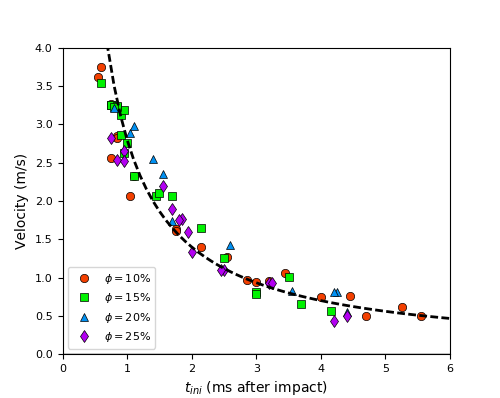 4.0
3.5
3.0
2.5
2.0
1.5
1.0
0.5
0.0
Velocity (m/s)
ϕ = 10%
ϕ = 15%
ϕ = 20%
ϕ = 25%
0 1 2 3 4 5 6
t_ini (ms after impact)